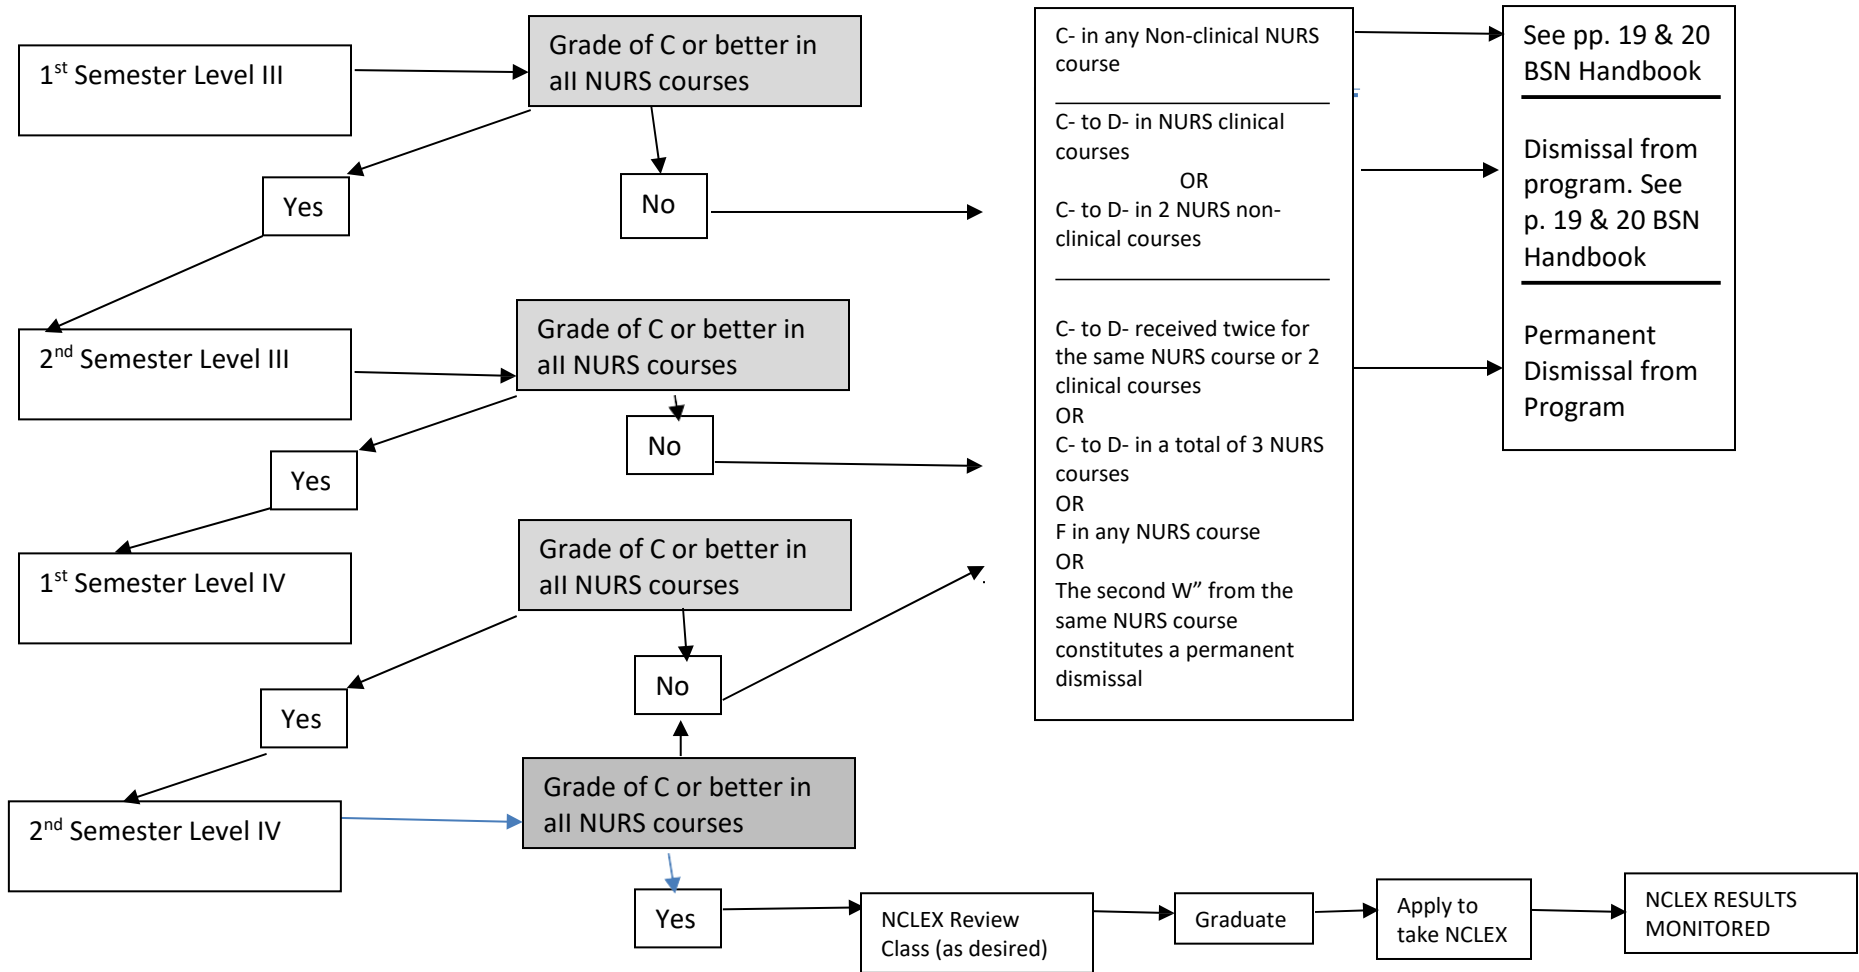 1st Semester Level III
Grade of C or better in
all NURS courses
Yes
No
2nd Semester Level III
Grade of C or better in
all NURS courses
Yes
No
1st Semester Level IV
Grade of C or better in
all NURS courses
Yes
No
2nd Semester Level IV
Grade of C or better in
all NURS courses
Yes
NCLEX Review
Class (as desired)
Graduate
Apply to
take NCLEX
NCLEX RESULTS
MONITORED
C- in any Non-clinical NURS
course
C- to D- in NURS clinical
courses
OR
C- to D- in 2 NURS non-
clinical courses
C- to D- received twice for
the same NURS course or 2
clinical courses
OR
C- to D- in a total of 3 NURS
courses
OR
F in any NURS course
OR
The second W” from the
same NURS course
constitutes a permanent
dismissal
See pp. 19 & 20
BSN Handbook
Dismissal from
program. See
p. 19 & 20 BSN
Handbook
Permanent
Dismissal from
Program